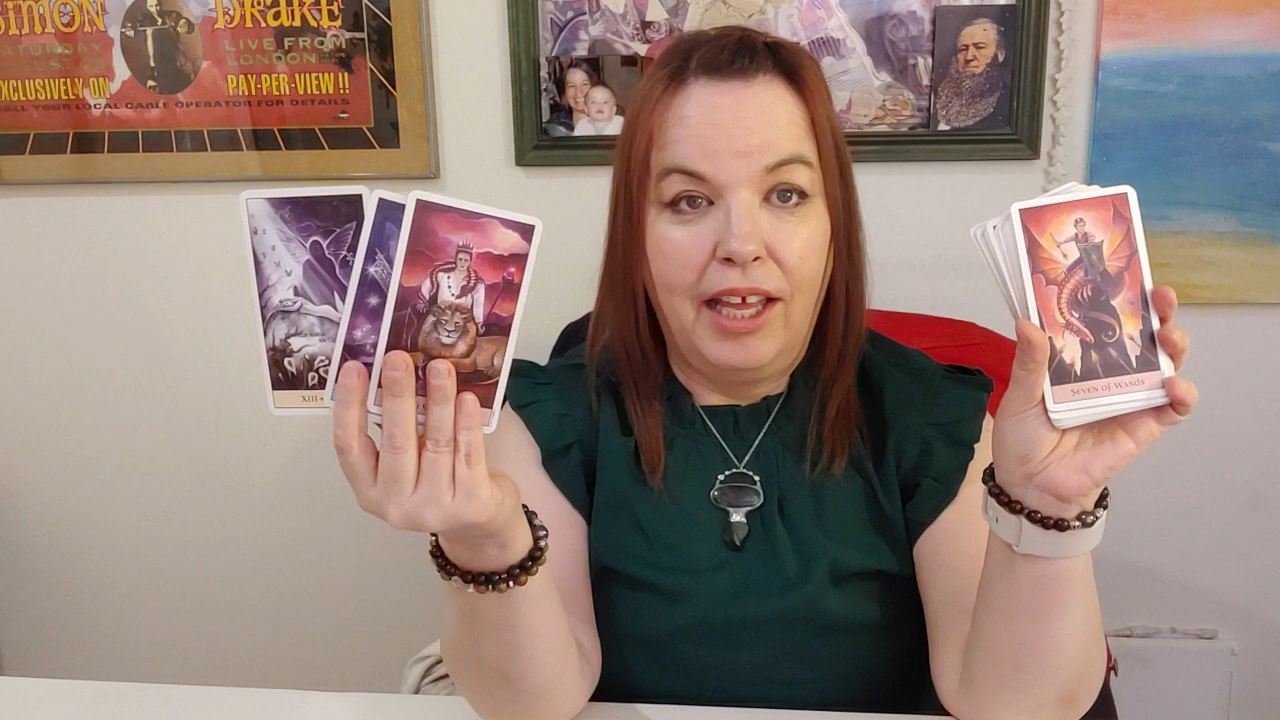 SIMON
DRAKE
SATURDAY
LIVE FROM
LONDON
EXCLUSIVELY ON
PAY-PER-VIEW !!
CALL YOUR LOCAL CABLE OPERATOR FOR DETAILS
XIII
SEVEN OF WANDS